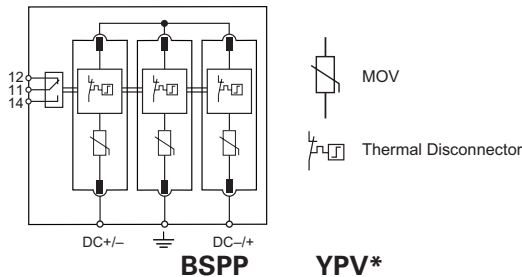 12
11
14
MOV
Thermal Disconnector
DC+/–
DC–/+
BSPP YPV*